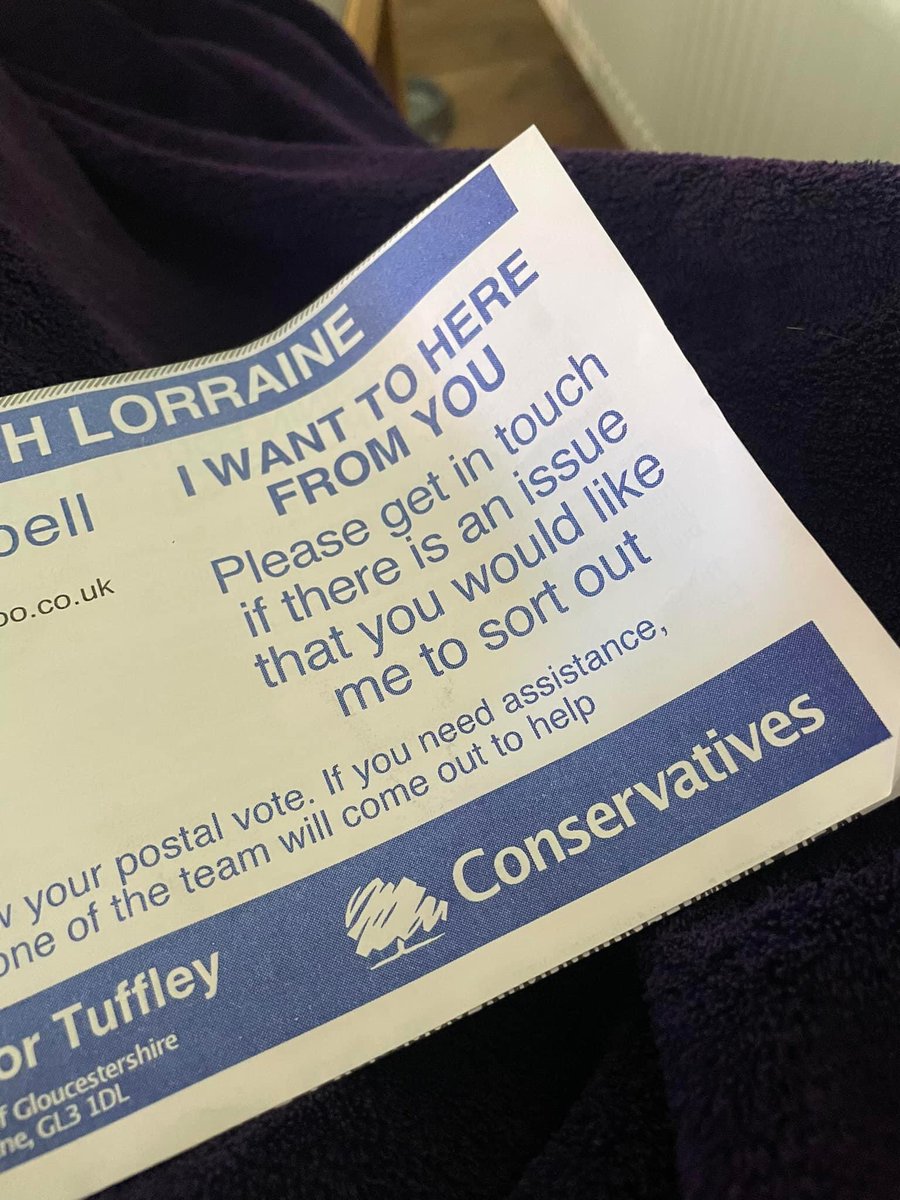 H LORRAINE
I WANT TO HERE
FROM YOU
bell
Please get in touch
if there is an issue
that you would like
me to sort out
oo.co.uk
w your postal vote. If you need assistance,
one of the team will come out to help
Conservatives
or Tuffley
f Gloucestershire
ne, GL3 1DL